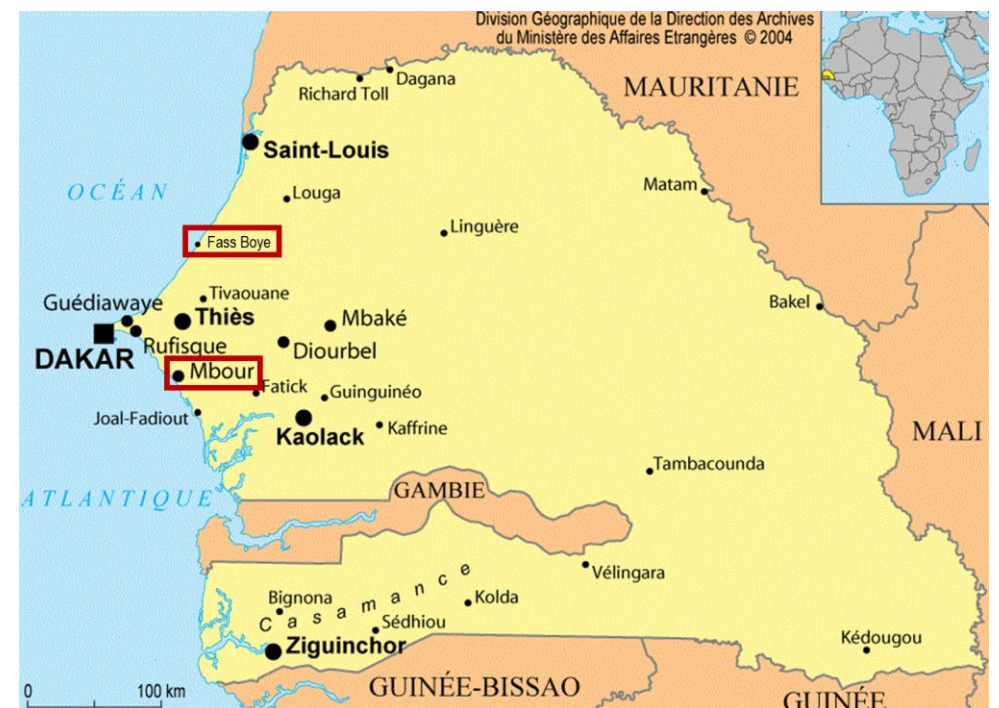 Division Géographique de la Direction des Archives
du Ministère des Affaires Etrangères © 2004
MAURITANIE
Dagana
Richard Toll
Saint-Louis
OCÉAN
Louga
Matam
Linguère
Fass Boye
Tivaouane
Guédiawaye
Bakel
Thiès
Mbaké
Rufisque
DAKAR
Diourbel
Mbour
Fatick
Guinguinéo
Joal-Fadiout
Kaolack
Kaffrine
MALI
Tambacounda
GAMBIE
ATLANTIQUE
Vélingara
Casamance
Bignona
Kolda
Sédhiou
Ziguinchor
Kédougou
GUINÉE-BISSAO
GUINÉE
0 100 km